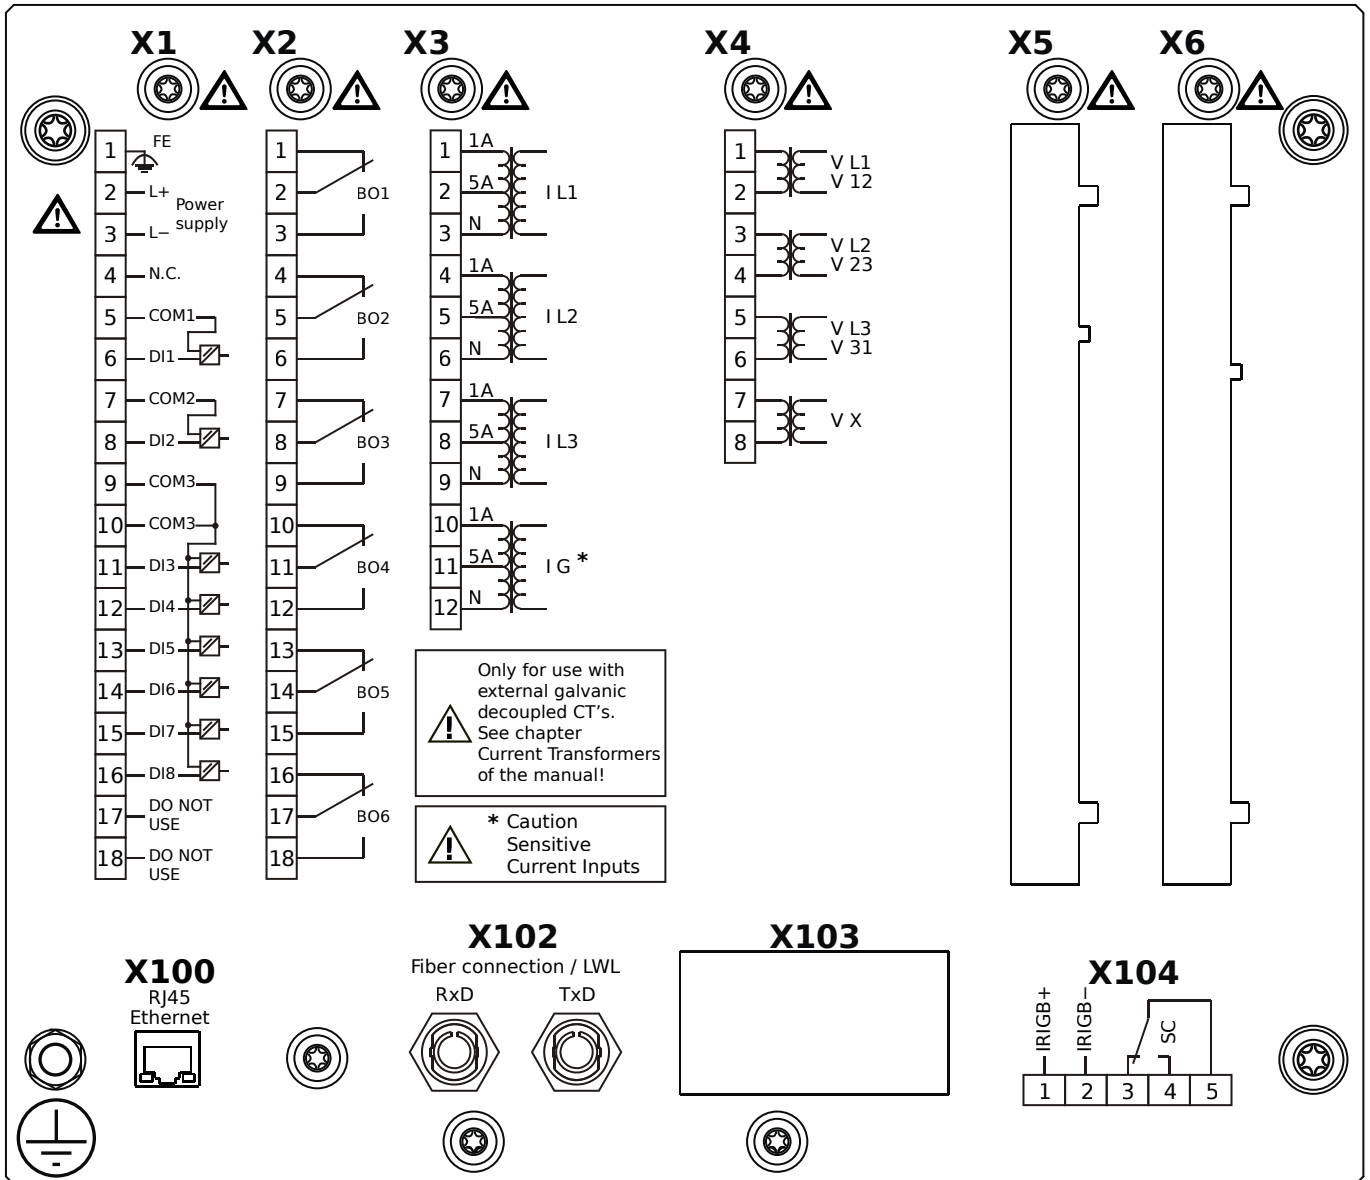 X1
X2
X3
X4
X5
X6
1 FE
2 L+
Power
supply
3 L−
4 N.C.
5 COM1
6 DI1
7 COM2
8 DI2
9 COM3
10 COM3
11 DI3
12 DI4
13 DI5
14 DI6
15 DI7
16 DI8
17 DO NOT
USE
18 DO NOT
USE
1
2 BO1
3
4
5 BO2
6
7
8 BO3
9
10
11 BO4
12
13
14 BO5
15
16
17 BO6
18
1 1A
2 5A I L1
3 N
4 1A
5 5A I L2
6 N
7 1A
8 5A I L3
9 N
10 1A
11 5A I G *
12 N
! Only for use with
external galvanic
decoupled CT's.
See chapter
Current Transformers
of the manual!
! * Caution
Sensitive
Current Inputs
1 V L1
2 V 12
3 V L2
4 V 23
5 V L3
6 V 31
7 V X
8
X100
RJ45
Ethernet
X102
Fiber connection / LWL
RxD TxD
X103
X104
IRIGB+
IRIGB−
SC
1 2 3 4 5